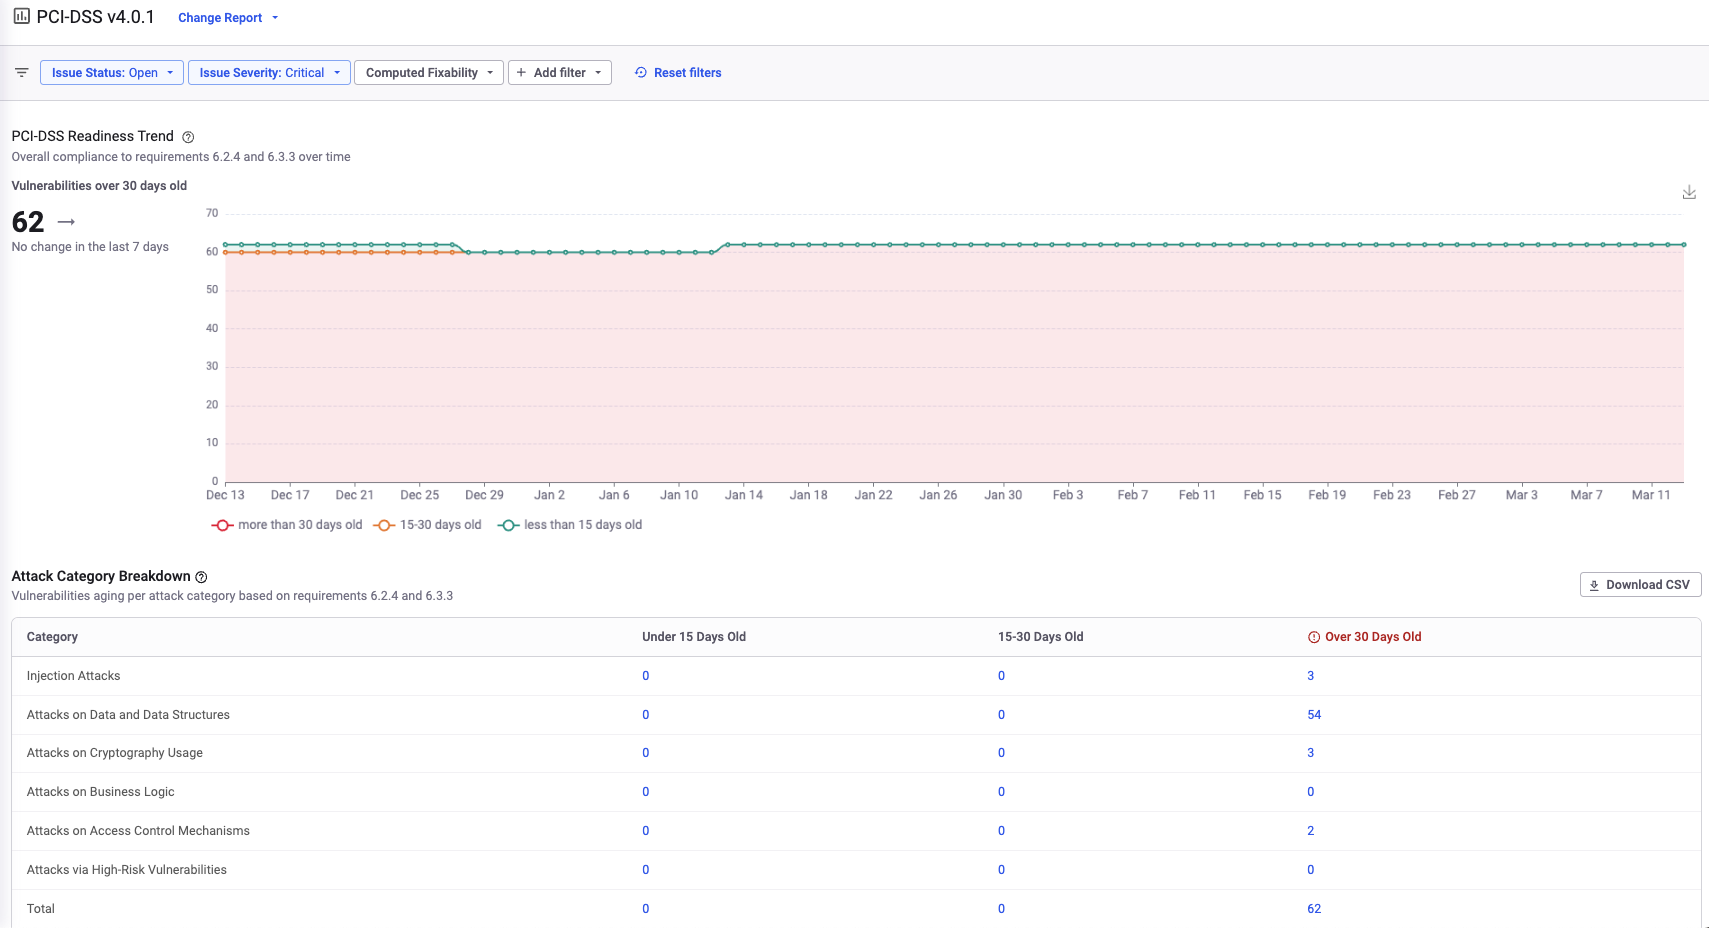 PCI-DSS v4.0.1 Change Report
Issue Status: Open Issue Severity: Critical Computed Fixability + Add filter Reset filters
PCI-DSS Readiness Trend
Overall compliance to requirements 6.2.4 and 6.3.3 over time
Vulnerabilities over 30 days old
62 →
No change in the last 7 days
70
60
50
40
30
20
10
0
Dec 13 Dec 17 Dec 21 Dec 25 Dec 29 Jan 2 Jan 6 Jan 10 Jan 14 Jan 18 Jan 22 Jan 26 Jan 30 Feb 3 Feb 7 Feb 11 Feb 15 Feb 19 Feb 23 Feb 27 Mar 3 Mar 7 Mar 11
more than 30 days old 15-30 days old less than 15 days old
Attack Category Breakdown
Vulnerabilities aging per attack category based on requirements 6.2.4 and 6.3.3
Download CSV
Category Under 15 Days Old 15-30 Days Old Over 30 Days Old
Injection Attacks 0 0 3
Attacks on Data and Data Structures 0 0 54
Attacks on Cryptography Usage 0 0 3
Attacks on Business Logic 0 0 0
Attacks on Access Control Mechanisms 0 0 2
Attacks via High-Risk Vulnerabilities 0 0 0
Total 0 0 62